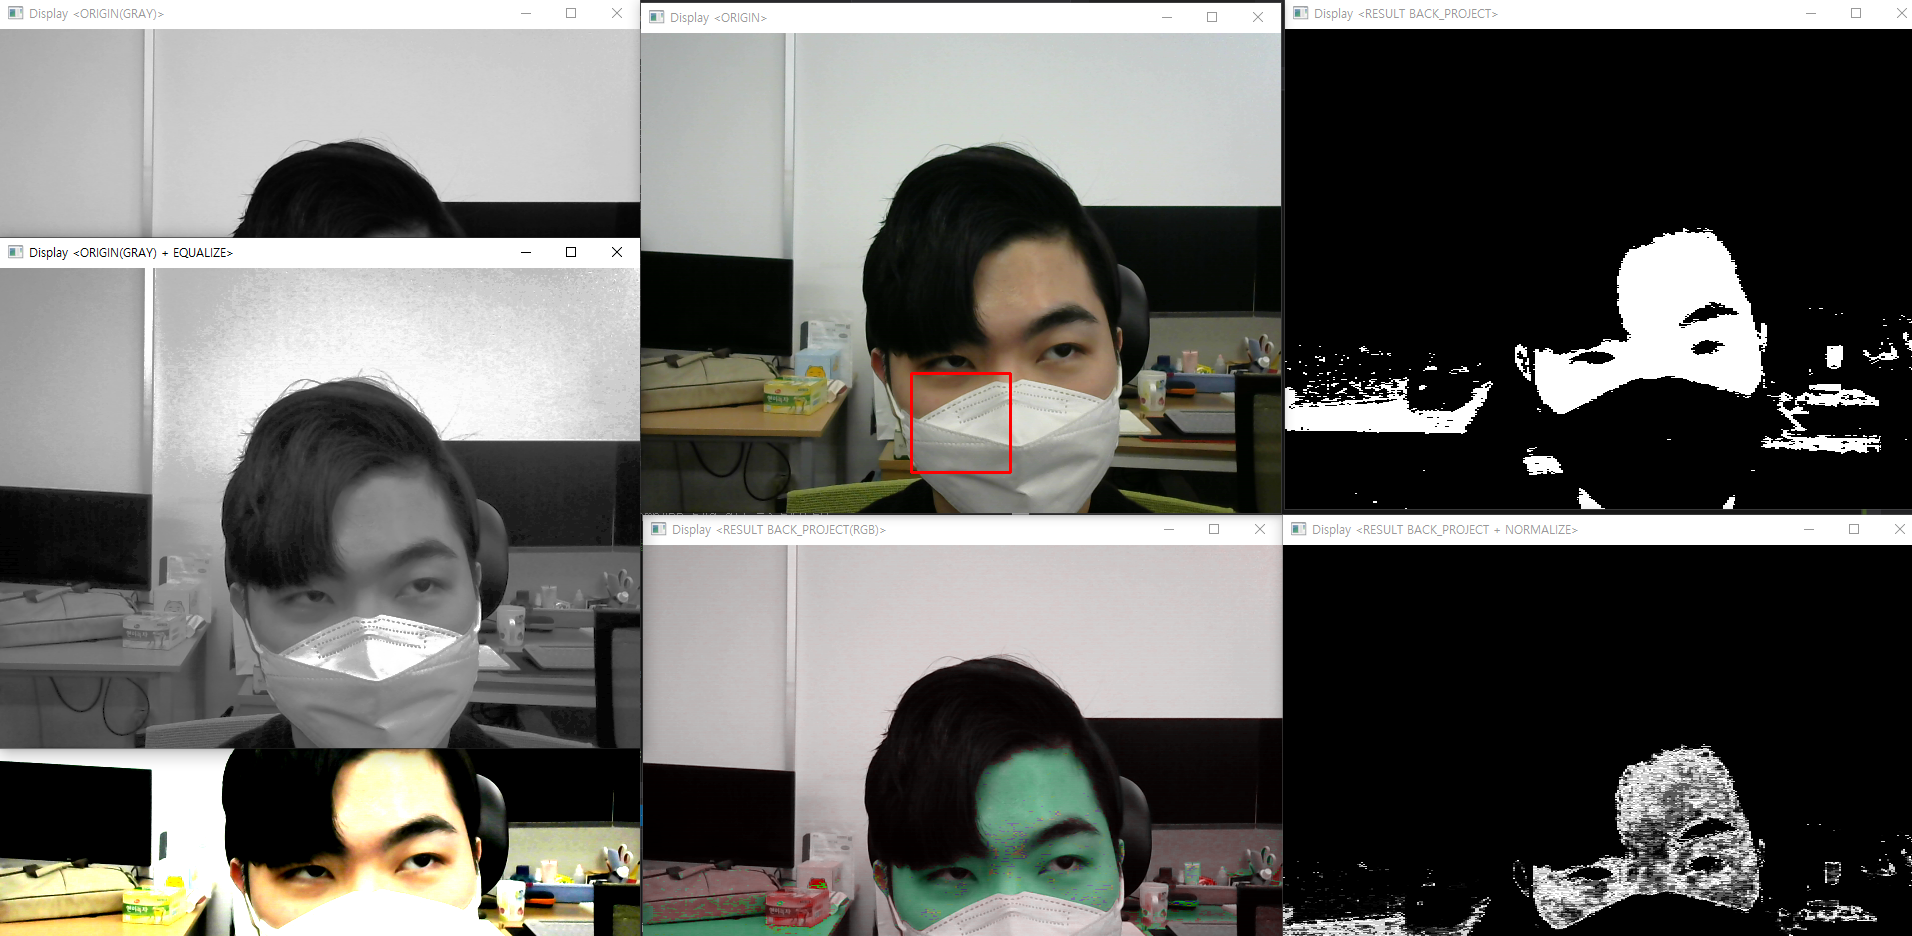 Display <ORIGIN(GRAY)>
Display <ORIGIN>
Display <RESULT BACK_PROJECT>
Display <ORIGIN(GRAY) + EQUALIZE>
Display <RESULT BACK_PROJECT(RGB)>
Display <RESULT BACK_PROJECT + NORMALIZE>